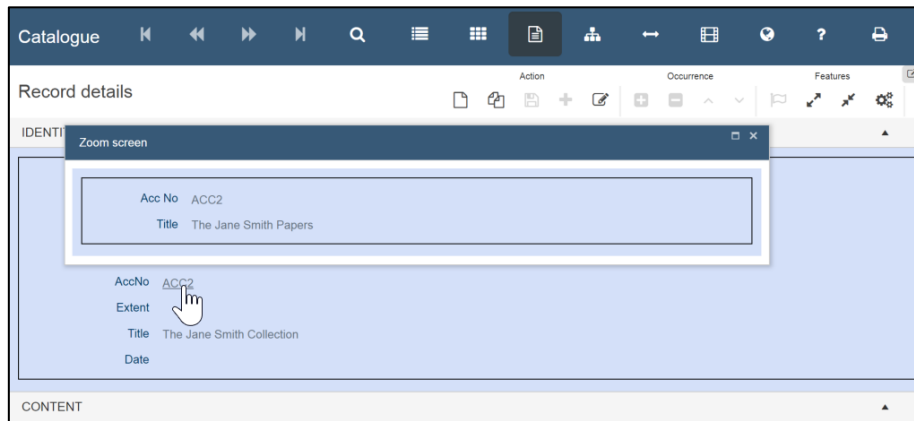 Catalogue
?
Action
Occurrence
Features
Record details
IDENTI
Zoom screen
Acc No ACC2
Title The Jane Smith Papers
AccNo ACC2
Extent
Title The Jane Smith Collection
Date
CONTENT